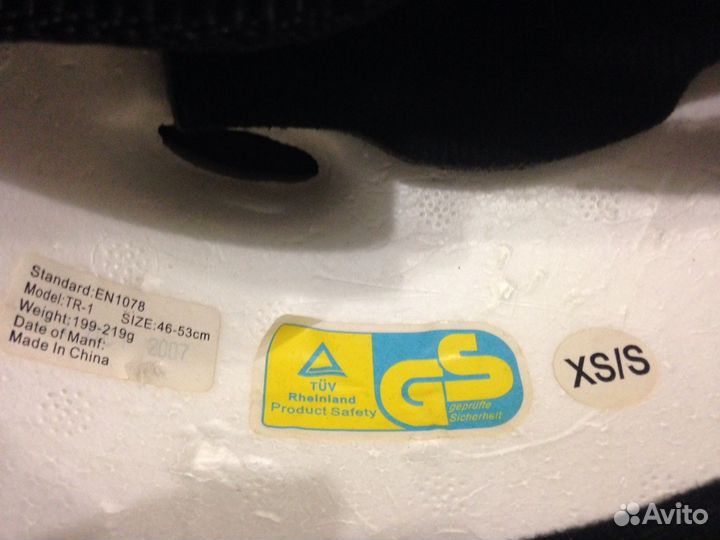 Standard:EN1078
Model:TR-1 SIZE:46-53cm
Weight:199-219g
Date of Manf: 2007
Made In China
TÜV
Rheinland
Product Safety
GS
geprüfte
Sicherheit
XS/S
Avito